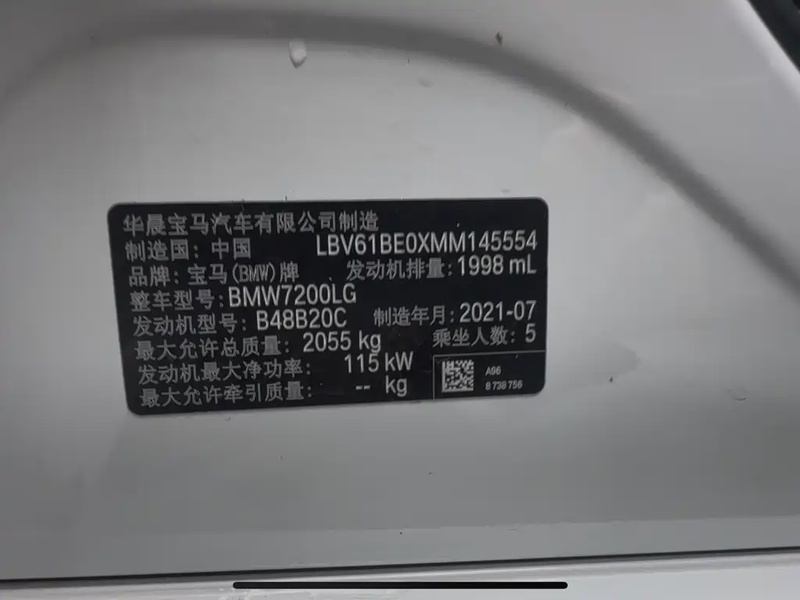 华晨宝马汽车有限公司制造
制造国: 中国 LBV61BE0XMM145554
品牌: 宝马(BMW)牌 发动机排量: 1998 mL
整车型号: BMW7200LG
发动机型号: B48B20C 制造年月: 2021-07
最大允许总质量: 2055 kg 乘坐人数: 5
发动机最大净功率: 115 kW
最大允许牵引质量: -- kg
A96
8 738 756